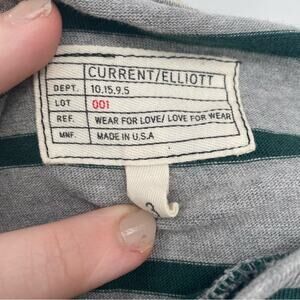 CURRENT/ELLIOTT
DEPT. 10.15.9.5
LOT 001
REF. WEAR FOR LOVE/ LOVE FOR WEAR
MNF. MADE IN U.S.A
3